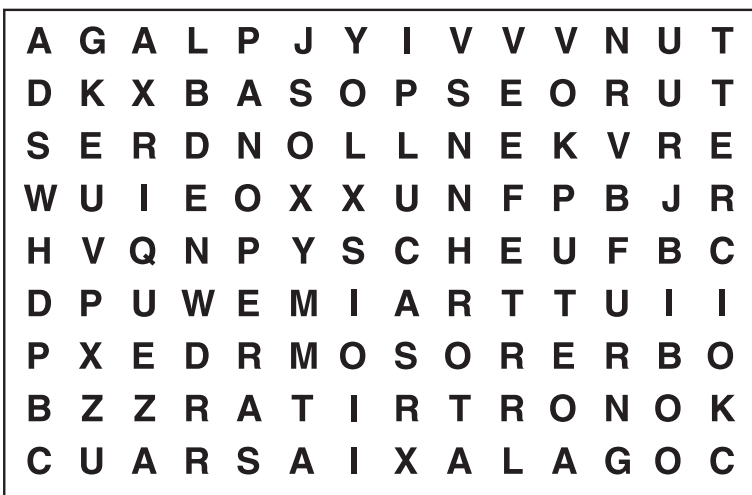 A G A L P J Y I V V V N U T
D K X B A S O P S E O R U T
S E R D N O L L N E K V R E
W U I E O X X U N F P B J R
H V Q N P Y S C H E U F B C
D P U W E M I A R T T U I I
P X E D R M O S O R E R B O
B Z Z R A T I R T R O N O K
C U A R S A I X A L A G O C